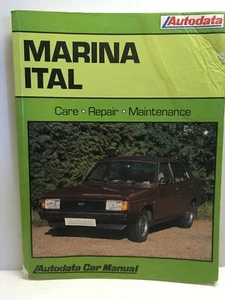 Autodata
MARINA
ITAL
Care • Repair • Maintenance
Autodata Car Manual